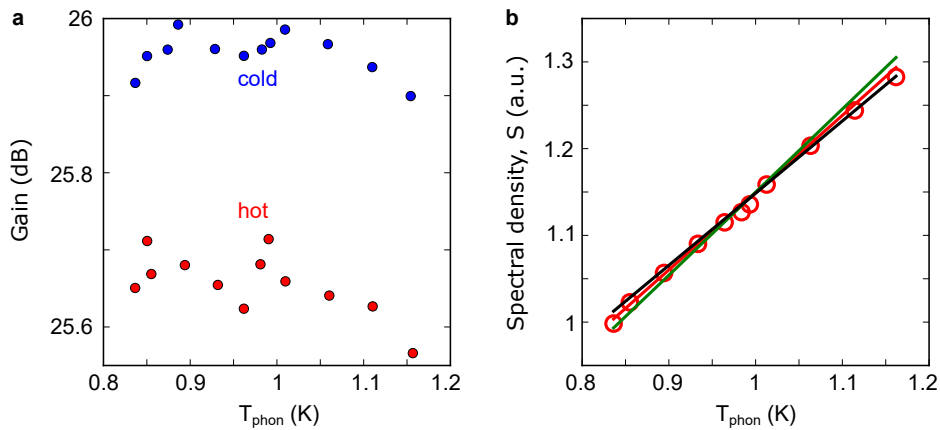 a
26
25.8
25.6
Gain (dB)
cold
hot
0.8
0.9
1
1.1
1.2
T_phon (K)
b
1.3
1.2
1.1
1
Spectral density, S (a.u.)
0.8
0.9
1
1.1
1.2
T_phon (K)